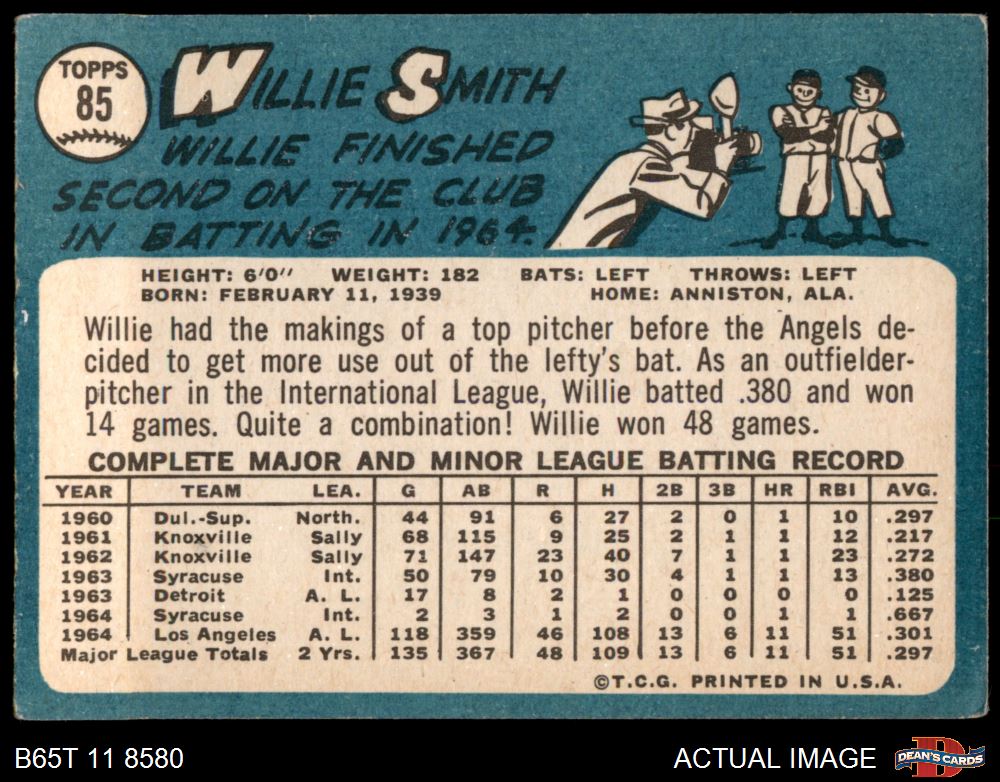 TOPPS
85
WILLIE SMITH
WILLIE FINISHED
SECOND ON THE CLUB
IN BATTING IN 1964.
HEIGHT: 6'0" WEIGHT: 182 BATS: LEFT THROWS: LEFT
BORN: FEBRUARY 11, 1939 HOME: ANNISTON, ALA.
Willie had the makings of a top pitcher before the Angels de-
cided to get more use out of the lefty's bat. As an outfielder-
pitcher in the International League, Willie batted .380 and won
14 games. Quite a combination! Willie won 48 games.
COMPLETE MAJOR AND MINOR LEAGUE BATTING RECORD
YEAR TEAM LEA. G AB R H 2B 3B HR RBI AVG.
1960 Dul.-Sup. North. 44 91 6 27 2 0 1 10 .297
1961 Knoxville Sally 68 115 9 25 2 1 1 12 .217
1962 Knoxville Sally 71 147 23 40 7 1 1 23 .272
1963 Syracuse Int. 50 79 10 30 4 1 1 13 .380
1963 Detroit A. L. 17 8 2 1 0 0 0 0 .125
1964 Syracuse Int. 2 3 1 2 0 0 1 1 .667
1964 Los Angeles A. L. 118 359 46 108 13 6 11 51 .301
Major League Totals 2 Yrs. 135 367 48 109 13 6 11 51 .297
©T.C.G. PRINTED IN U.S.A.
B65T 11 8580 ACTUAL IMAGE D DEAN'S CARDS